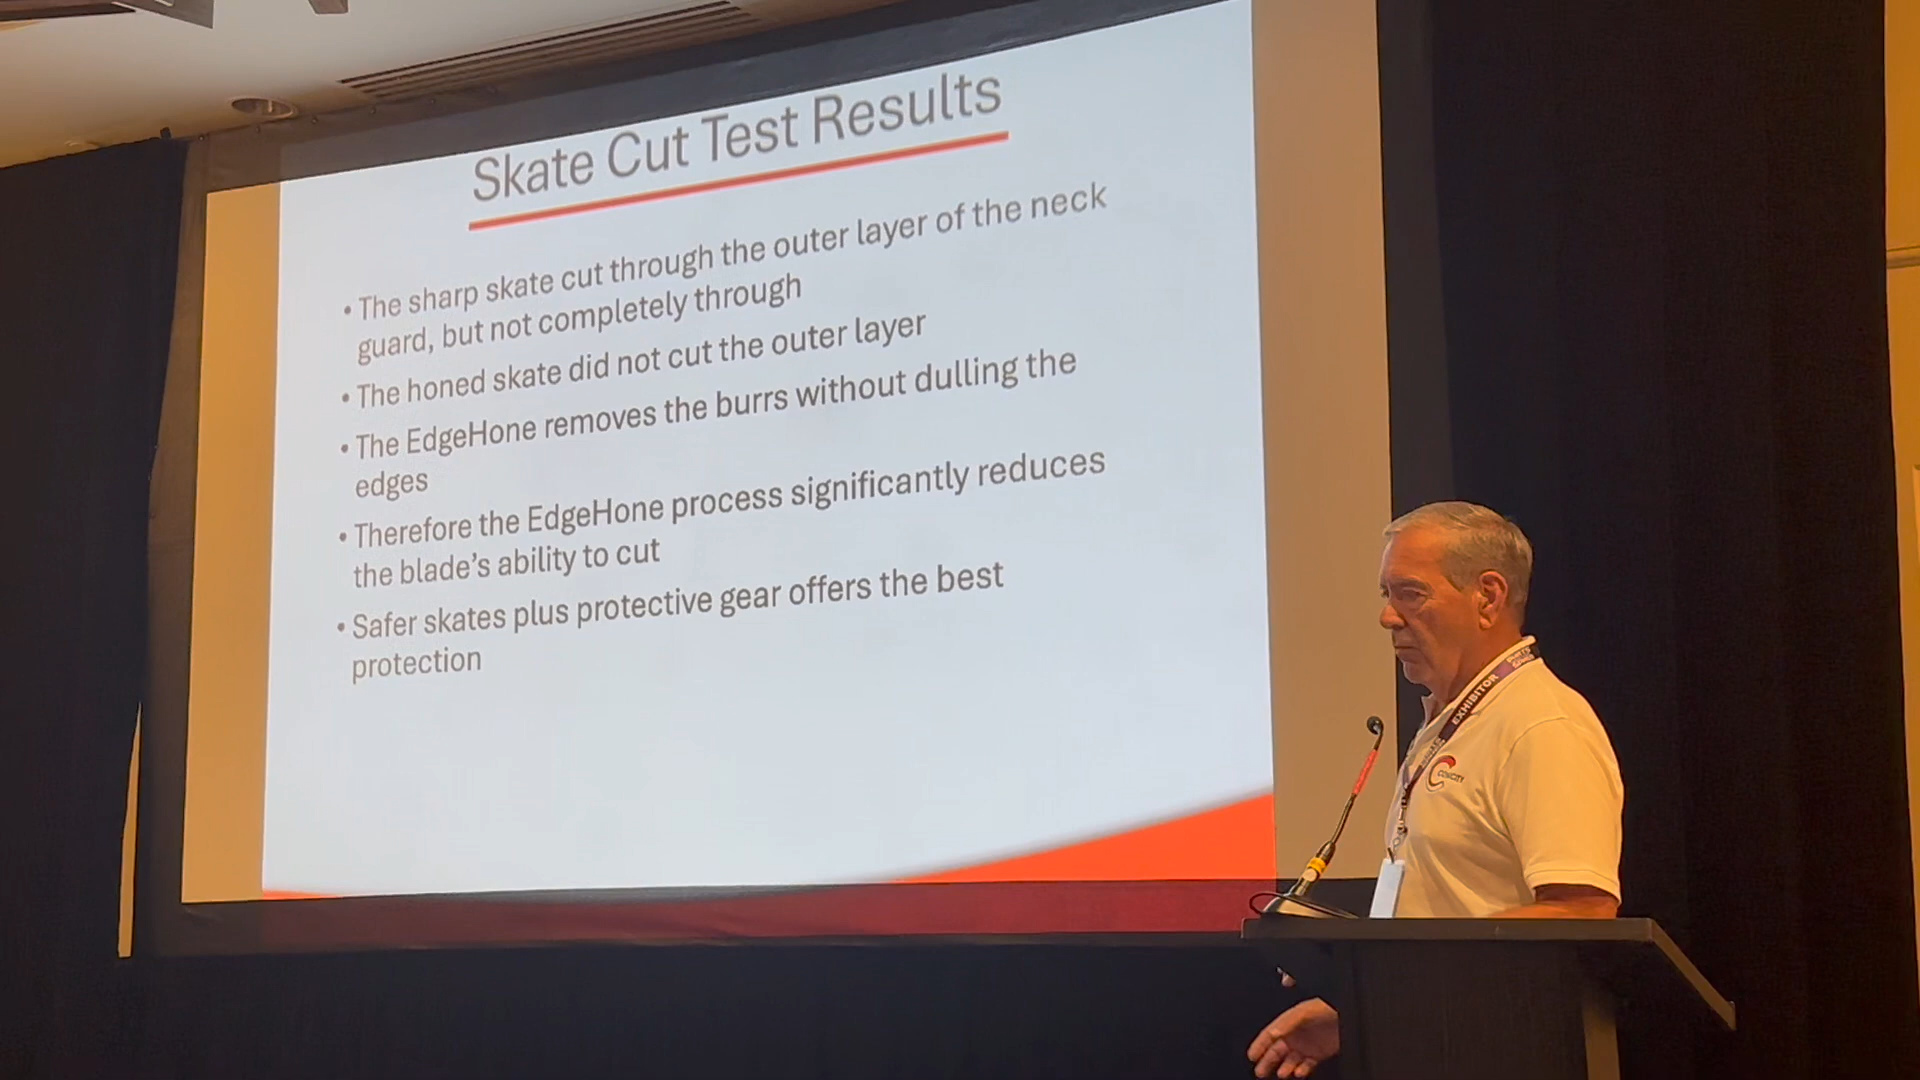 Skate Cut Test Results
• The sharp skate cut through the outer layer of the neck
guard, but not completely through
• The honed skate did not cut the outer layer
• The EdgeHone removes the burrs without dulling the
edges
• Therefore the EdgeHone process significantly reduces
the blade's ability to cut
• Safer skates plus protective gear offers the best
protection
EXHIBITOR
CONICITY